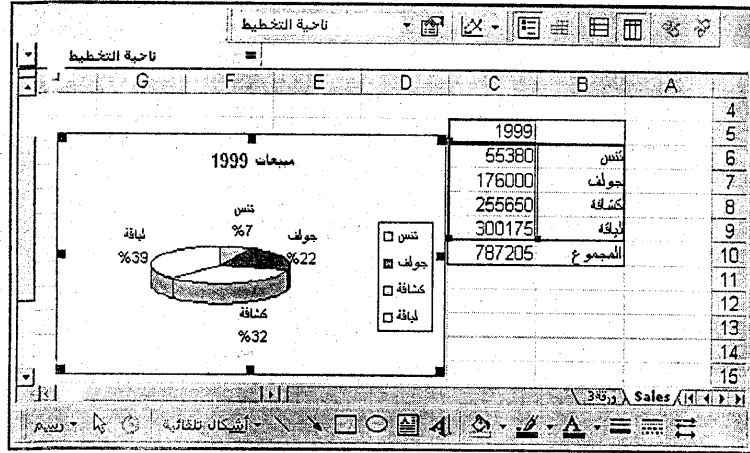 ناحية التخطيط
ناحية التخطيط =
A B C D E F G
4
5 1999
6 تنس 55380
7 جولف 176000
8 كشافة 255650
9 لياقة 300175
10 المجموع 787205
11
12
13
14
15
مبيعات 1999
تنس
%7
جولف
%22
لياقة
%39
كشافة
%32
تنس
جولف
كشافة
لياقة
Sales ورقة3
رسم
أشكال تلقائية